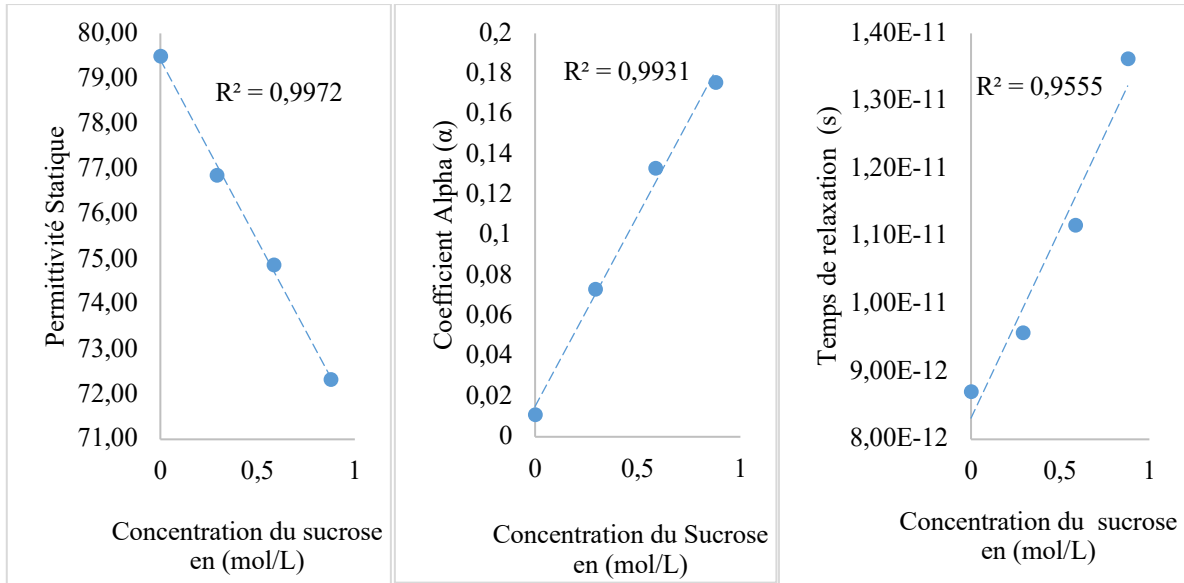 Permittivité Statique
80,00
79,00
78,00
77,00
76,00
75,00
74,00
73,00
72,00
71,00
R² = 0,9972
0 0,5 1
Concentration du sucrose
en (mol/L)
Coefficient Alpha (α)
0,2
0,18
0,16
0,14
0,12
0,1
0,08
0,06
0,04
0,02
0
R² = 0,9931
0 0,5 1
Concentration du Sucrose
en (mol/L)
Temps de relaxation (s)
1,40E-11
1,30E-11
1,20E-11
1,10E-11
1,00E-11
9,00E-12
8,00E-12
R² = 0,9555
0 0,5 1
Concentration du sucrose
en (mol/L)